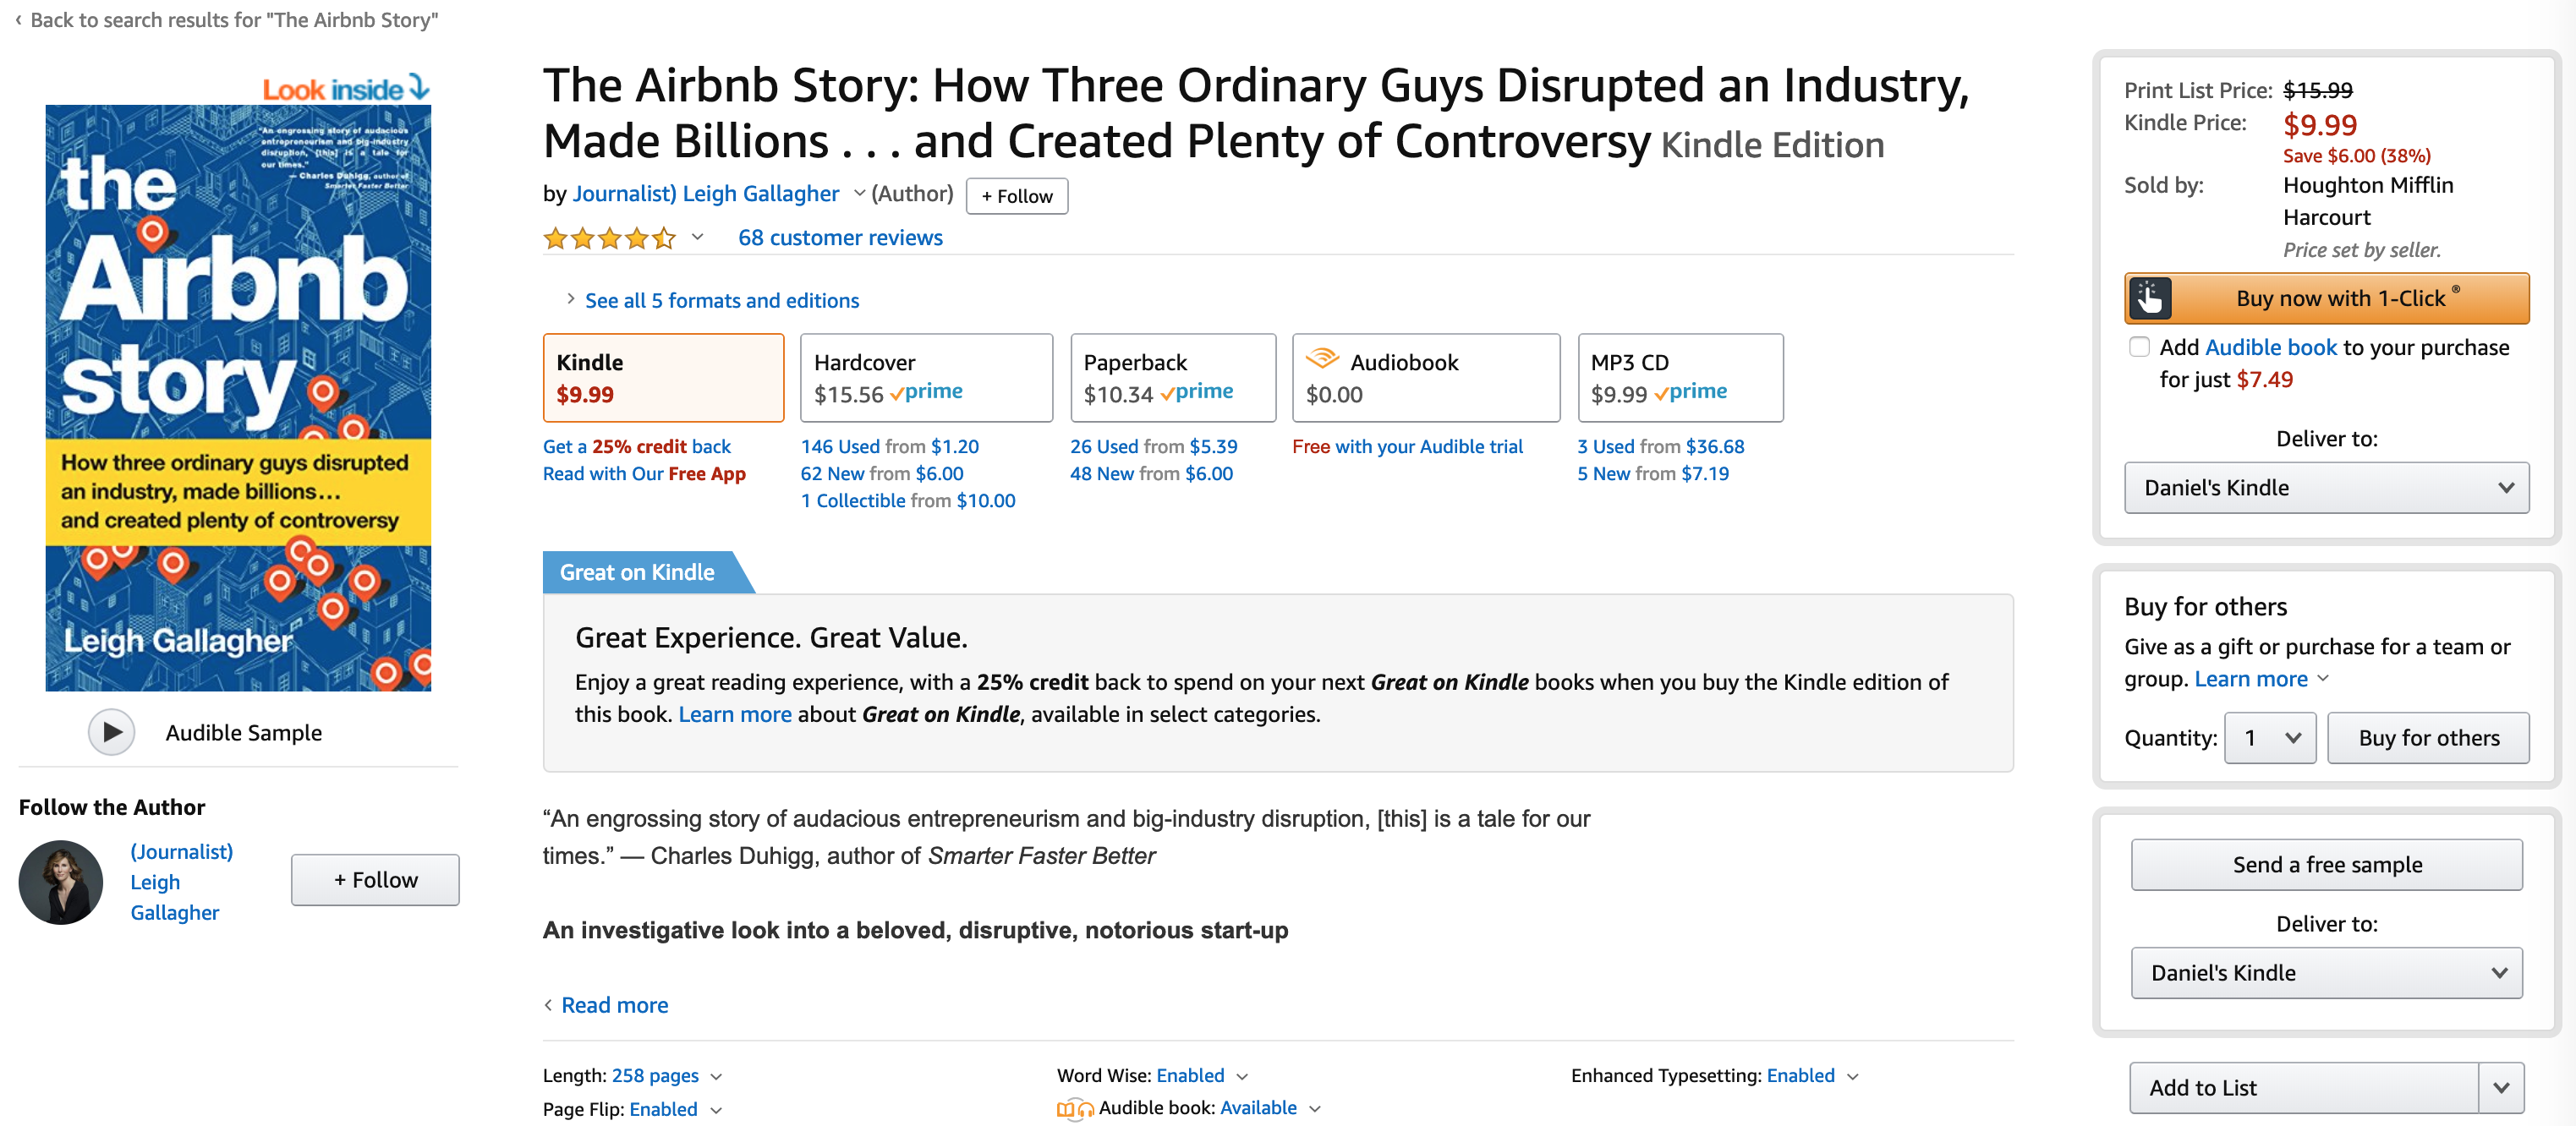 ‹ Back to search results for "The Airbnb Story"
Look inside
"An engrossing story of audacious
entrepreneurism and big-industry
disruption, [this] is a tale for
our times."
— Charles Duhigg, author of
Smarter Faster Better
the
Airbnb
story
How three ordinary guys disrupted
an industry, made billions...
and created plenty of controversy
Leigh Gallagher
Audible Sample
Follow the Author
(Journalist)
Leigh
Gallagher
+ Follow
The Airbnb Story: How Three Ordinary Guys Disrupted an Industry,
Made Billions . . . and Created Plenty of Controversy Kindle Edition
by Journalist) Leigh Gallagher (Author) + Follow
68 customer reviews
› See all 5 formats and editions
Kindle
$9.99
Get a 25% credit back
Read with Our Free App
Hardcover
$15.56 prime
146 Used from $1.20
62 New from $6.00
1 Collectible from $10.00
Paperback
$10.34 prime
26 Used from $5.39
48 New from $6.00
Audiobook
$0.00
Free with your Audible trial
MP3 CD
$9.99 prime
3 Used from $36.68
5 New from $7.19
Great on Kindle
Great Experience. Great Value.
Enjoy a great reading experience, with a 25% credit back to spend on your next Great on Kindle books when you buy the Kindle edition of
this book. Learn more about Great on Kindle, available in select categories.
“An engrossing story of audacious entrepreneurism and big-industry disruption, [this] is a tale for our
times.” — Charles Duhigg, author of Smarter Faster Better
An investigative look into a beloved, disruptive, notorious start-up
‹ Read more
Length: 258 pages
Word Wise: Enabled
Enhanced Typesetting: Enabled
Page Flip: Enabled
Audible book: Available
Print List Price: $15.99
Kindle Price: $9.99
Save $6.00 (38%)
Sold by: Houghton Mifflin
Harcourt
Price set by seller.
Buy now with 1-Click ®
Add Audible book to your purchase
for just $7.49
Deliver to:
Daniel's Kindle
Buy for others
Give as a gift or purchase for a team or
group. Learn more
Quantity: 1 Buy for others
Send a free sample
Deliver to:
Daniel's Kindle
Add to List